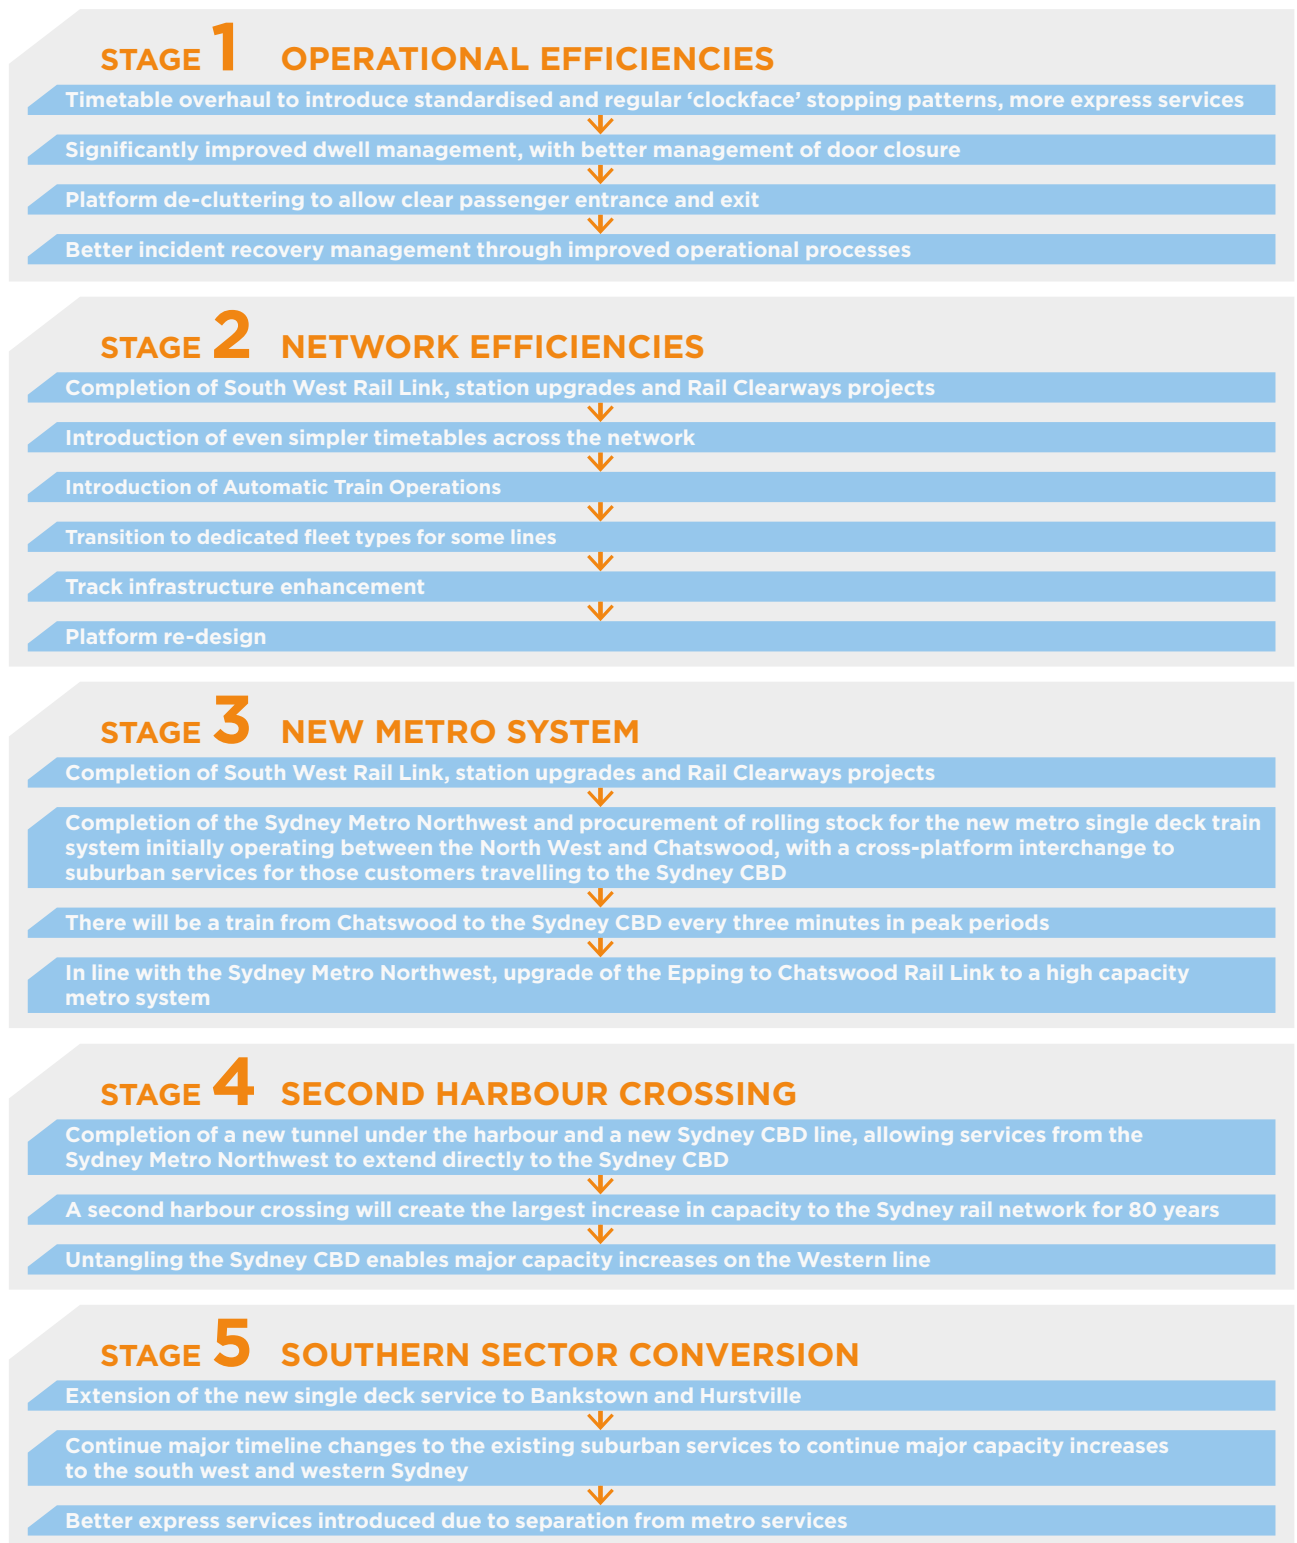 STAGE 1 OPERATIONAL EFFICIENCIES
Timetable overhaul to introduce standardised and regular ‘clockface’ stopping patterns, more express services
Significantly improved dwell management, with better management of door closure
Platform de-cluttering to allow clear passenger entrance and exit
Better incident recovery management through improved operational processes
STAGE 2 NETWORK EFFICIENCIES
Completion of South West Rail Link, station upgrades and Rail Clearways projects
Introduction of even simpler timetables across the network
Introduction of Automatic Train Operations
Transition to dedicated fleet types for some lines
Track infrastructure enhancement
Platform re-design
STAGE 3 NEW METRO SYSTEM
Completion of South West Rail Link, station upgrades and Rail Clearways projects
Completion of the Sydney Metro Northwest and procurement of rolling stock for the new metro single deck train
system initially operating between the North West and Chatswood, with a cross-platform interchange to
suburban services for those customers travelling to the Sydney CBD
There will be a train from Chatswood to the Sydney CBD every three minutes in peak periods
In line with the Sydney Metro Northwest, upgrade of the Epping to Chatswood Rail Link to a high capacity
metro system
STAGE 4 SECOND HARBOUR CROSSING
Completion of a new tunnel under the harbour and a new Sydney CBD line, allowing services from the
Sydney Metro Northwest to extend directly to the Sydney CBD
A second harbour crossing will create the largest increase in capacity to the Sydney rail network for 80 years
Untangling the Sydney CBD enables major capacity increases on the Western line
STAGE 5 SOUTHERN SECTOR CONVERSION
Extension of the new single deck service to Bankstown and Hurstville
Continue major timeline changes to the existing suburban services to continue major capacity increases
to the south west and western Sydney
Better express services introduced due to separation from metro services